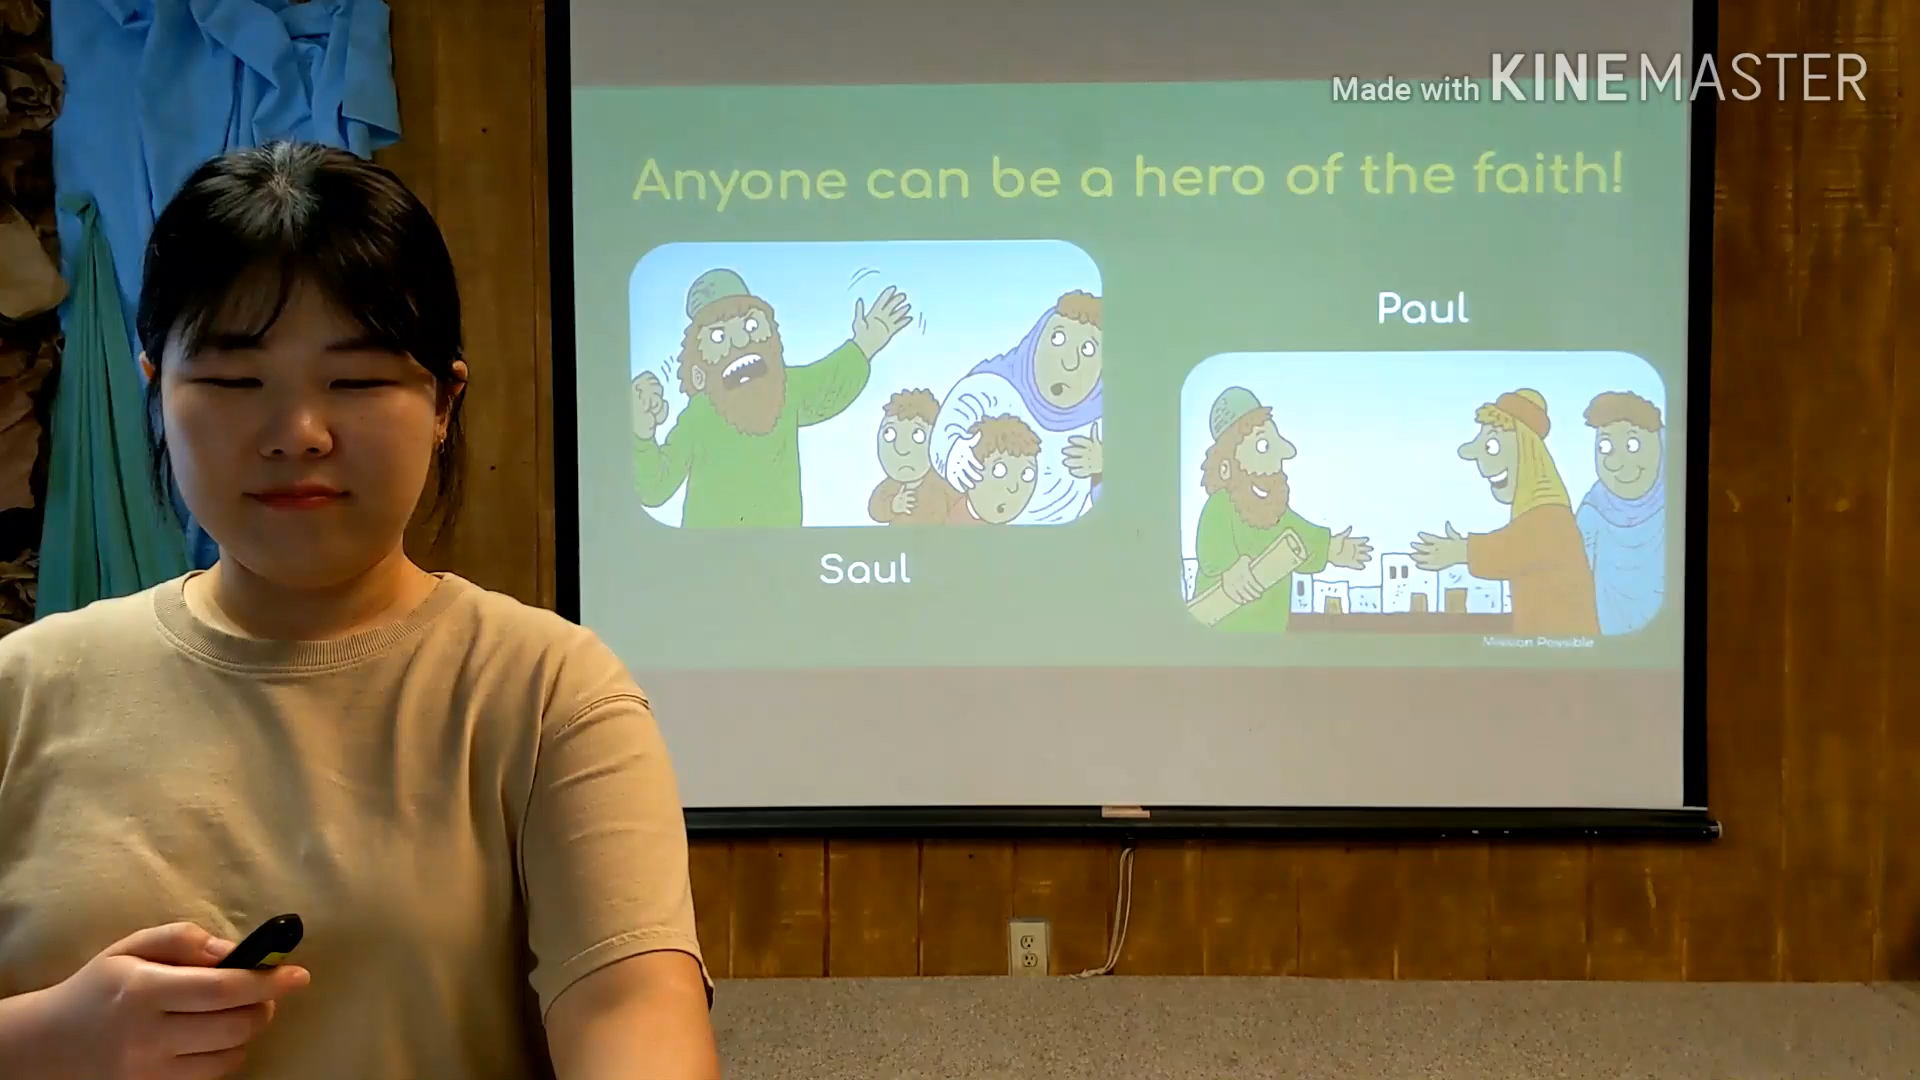 Made with KINEMASTER
Anyone can be a hero of the faith!
Paul
Saul
Mission Possible